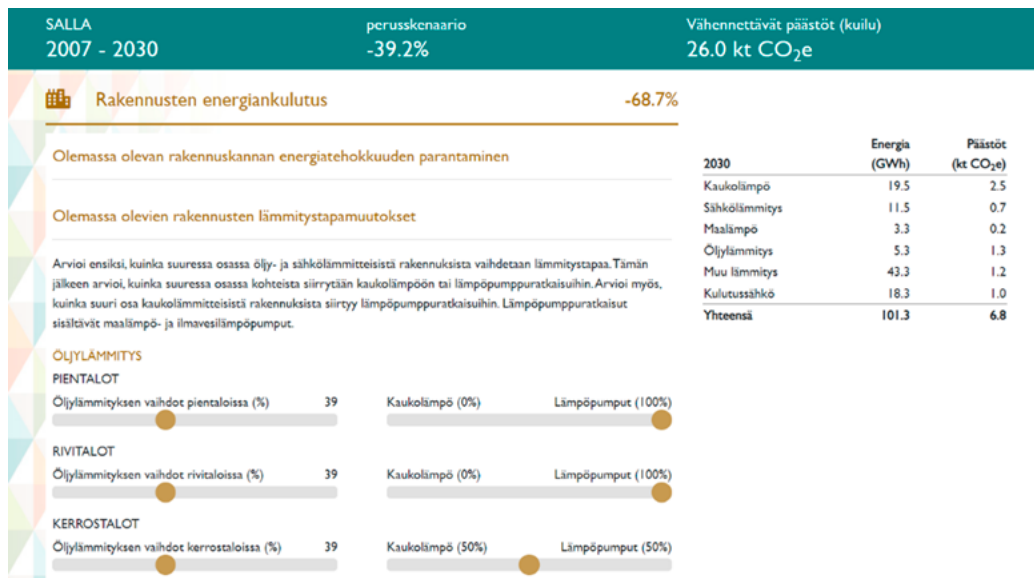 SALLA
2007 - 2030
perusskenaario
-39.2%
Vähennettävät päästöt (kuilu)
26.0 kt CO₂e
Rakennusten energiankulutus -68.7%
Olemassa olevan rakennuskannan energiatehokkuuden parantaminen
Olemassa olevien rakennusten lämmitystapamuutokset
Arvioi ensiksi, kuinka suuressa osassa öljy- ja sähkölämmitteisistä rakennuksista vaihdetaan lämmitystapaa. Tämän
jälkeen arvioi, kuinka suuressa osassa kohteista siirrytään kaukolämpöön tai lämpöpumppuratkaisuihin. Arvioi myös,
kuinka suuri osa kaukolämmitteisistä rakennuksista siirtyy lämpöpumppuratkaisuihin. Lämpöpumppuratkaisut
sisältävät maalämpö- ja ilmavesilämpöpumput.
ÖLJYLÄMMITYS
PIENTALOT
Öljylämmityksen vaihdot pientaloissa (%) 39 Kaukolämpö (0%) Lämpöpumput (100%)
RIVITALOT
Öljylämmityksen vaihdot rivitaloissa (%) 39 Kaukolämpö (0%) Lämpöpumput (100%)
KERROSTALOT
Öljylämmityksen vaihdot kerrostaloissa (%) 39 Kaukolämpö (50%) Lämpöpumput (50%)
Energia Päästöt
2030 (GWh) (kt CO₂e)
Kaukolämpö 19.5 2.5
Sähkölämmitys 11.5 0.7
Maalämpö 3.3 0.2
Öljylämmitys 5.3 1.3
Muu lämmitys 43.3 1.2
Kulutussähkö 18.3 1.0
Yhteensä 101.3 6.8